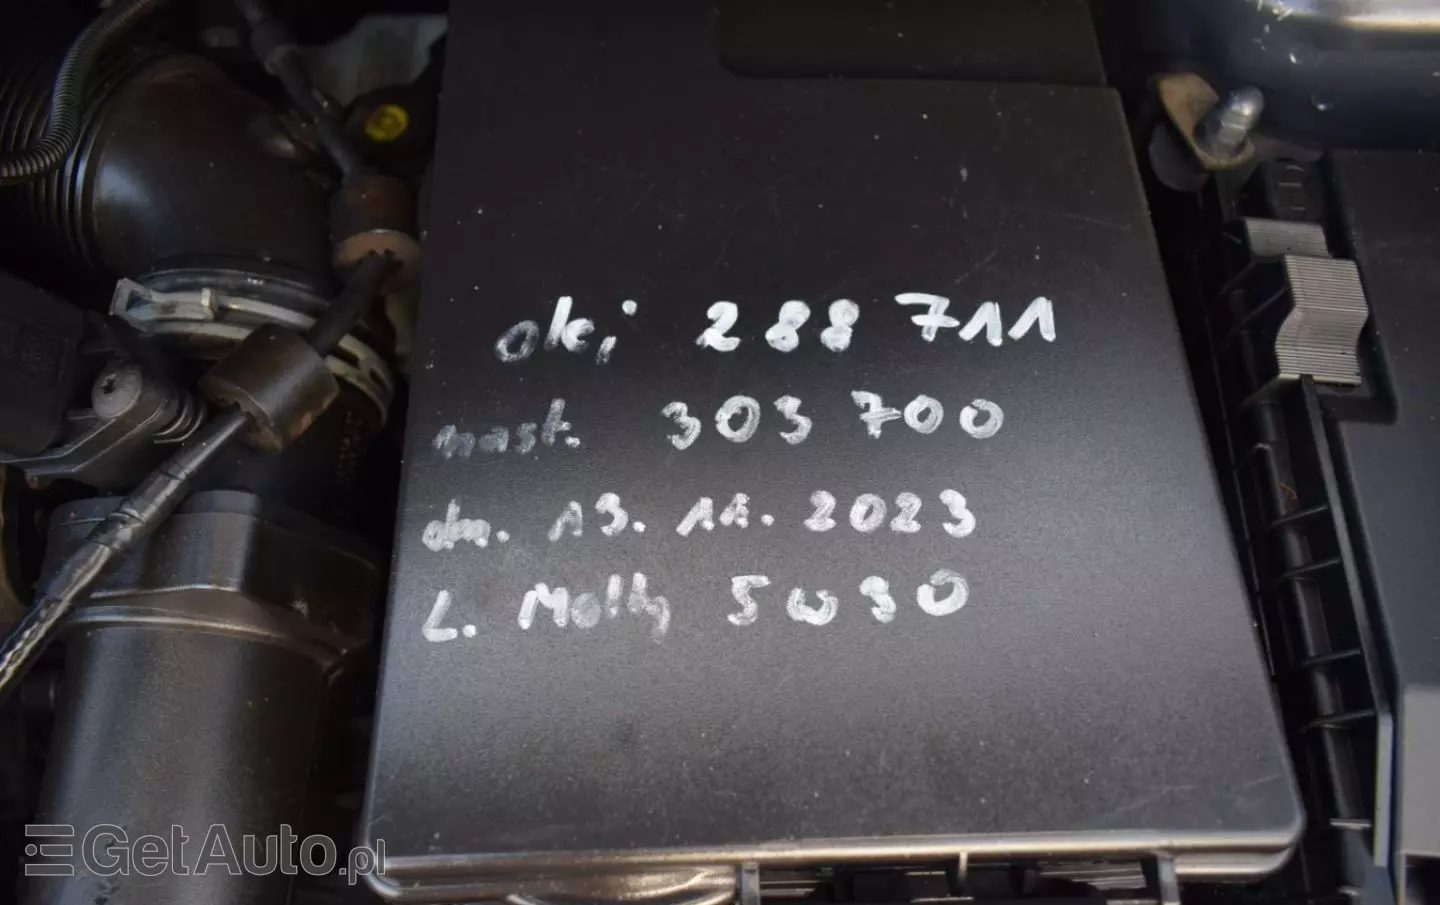 olej 288 711
nast. 303 700
dn. 13.11.2023
L. Molly 5W30
GetAuto.pl